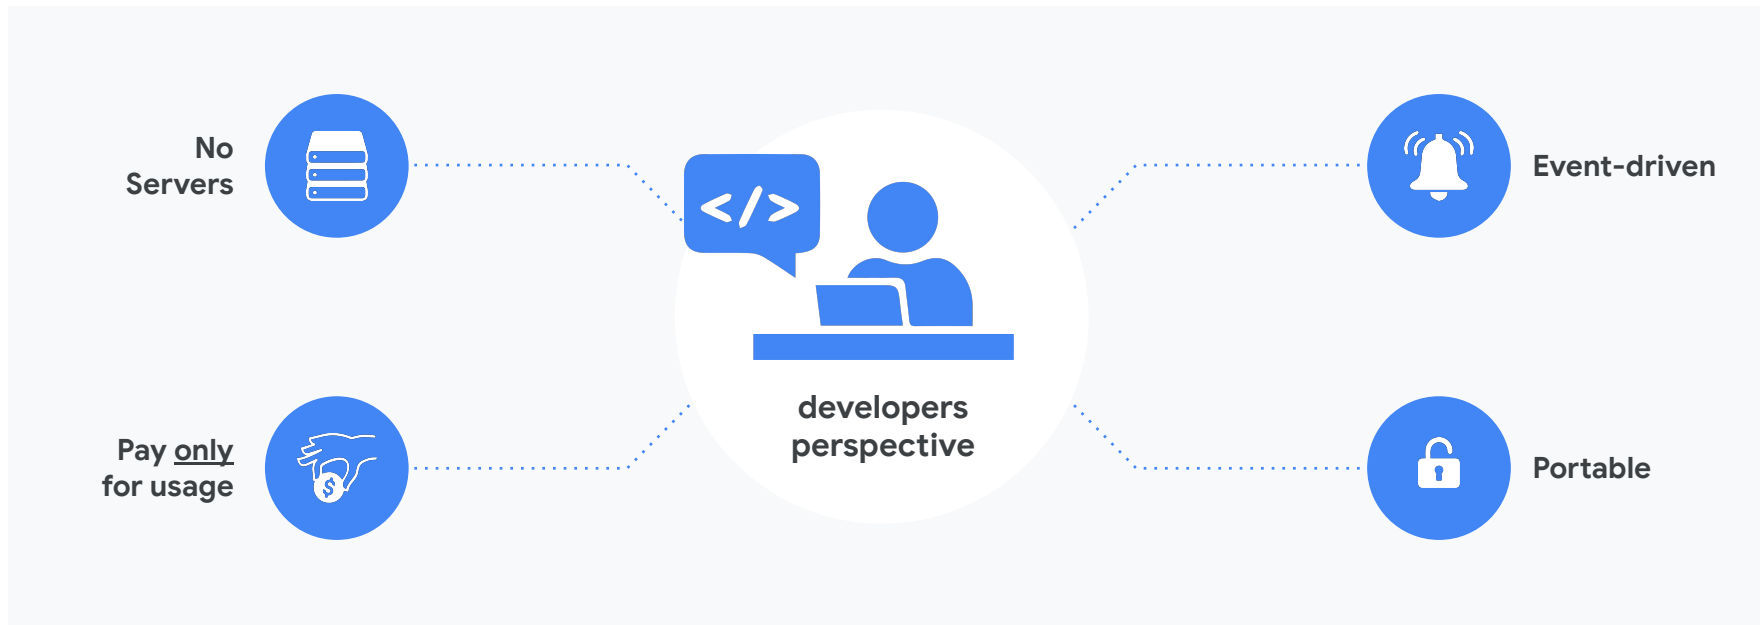 No
Servers
Pay only
for usage
</>
developers
perspective
Event-driven
Portable
$